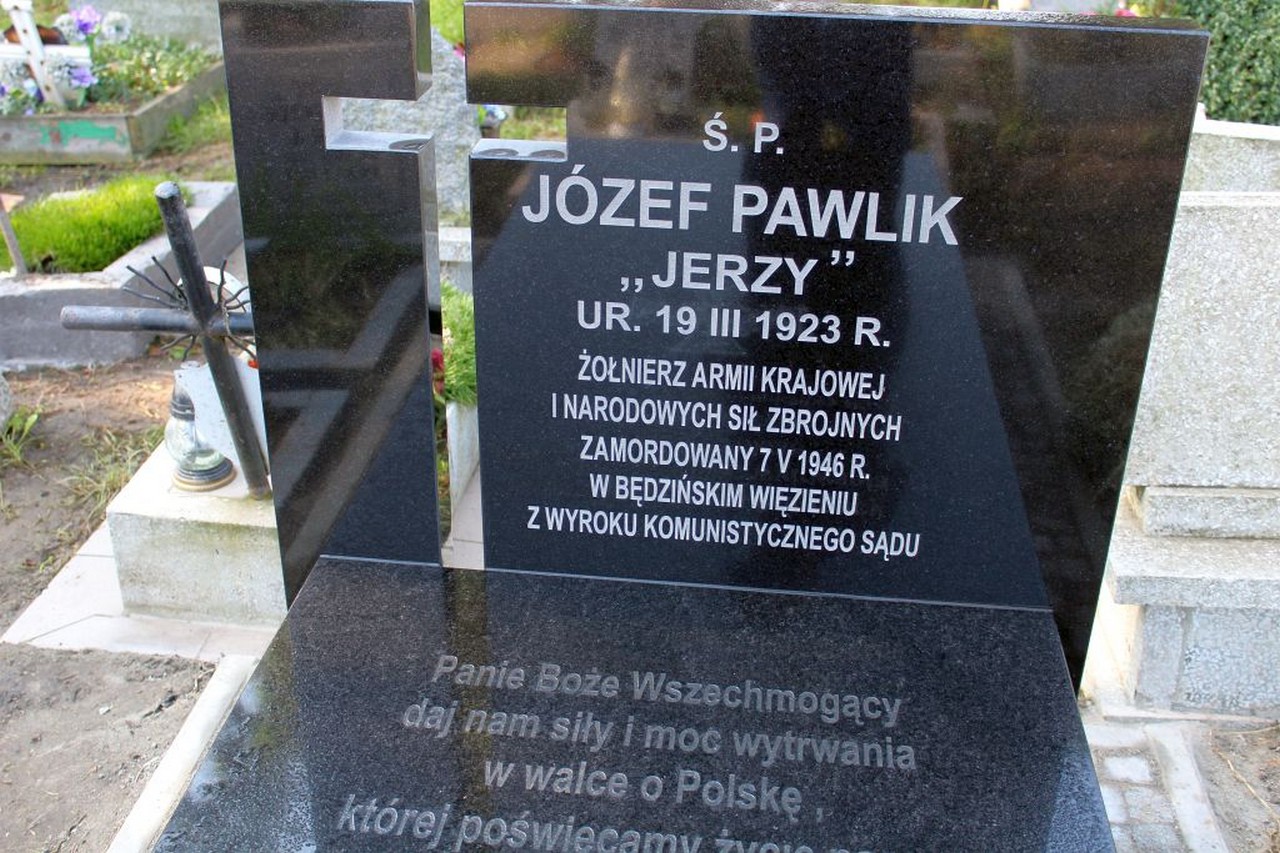 Ś. P.
JÓZEF PAWLIK
„JERZY”
UR. 19 III 1923 R.
ŻOŁNIERZ ARMII KRAJOWEJ
I NARODOWYCH SIŁ ZBROJNYCH
ZAMORDOWANY 7 V 1946 R.
W BĘDZIŃSKIM WIĘZIENIU
Z WYROKU KOMUNISTYCZNEGO SĄDU
Panie Boże Wszechmogący
daj nam siły i moc wytrwania
w walce o Polskę ,
której poświęcamy życie